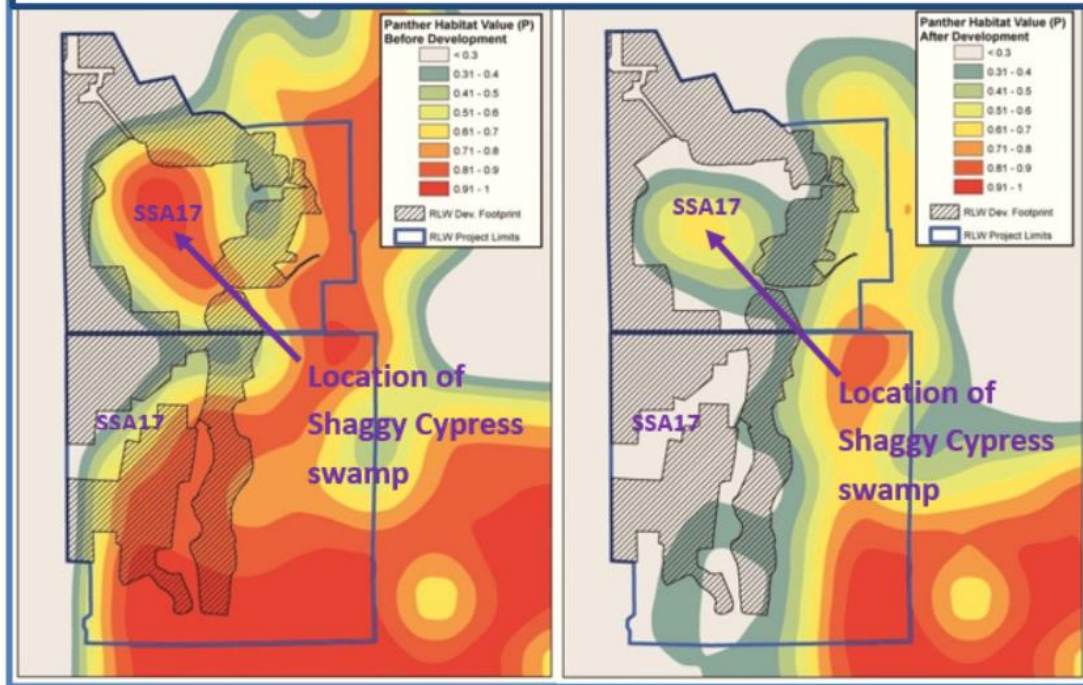 Panther Habitat Value (P)
Before Development
< 0.3
0.31 - 0.4
0.41 - 0.5
0.51 - 0.6
0.61 - 0.7
0.71 - 0.8
0.81 - 0.9
0.91 - 1
RLW Dev. Footprint
RLW Project Limits
SSA17
SSA17
Location of
Shaggy Cypress
swamp
Panther Habitat Value (P)
After Development
< 0.3
0.31 - 0.4
0.41 - 0.5
0.51 - 0.6
0.61 - 0.7
0.71 - 0.8
0.81 - 0.9
0.91 - 1
RLW Dev. Footprint
RLW Project Limits
SSA17
SSA17
Location of
Shaggy Cypress
swamp